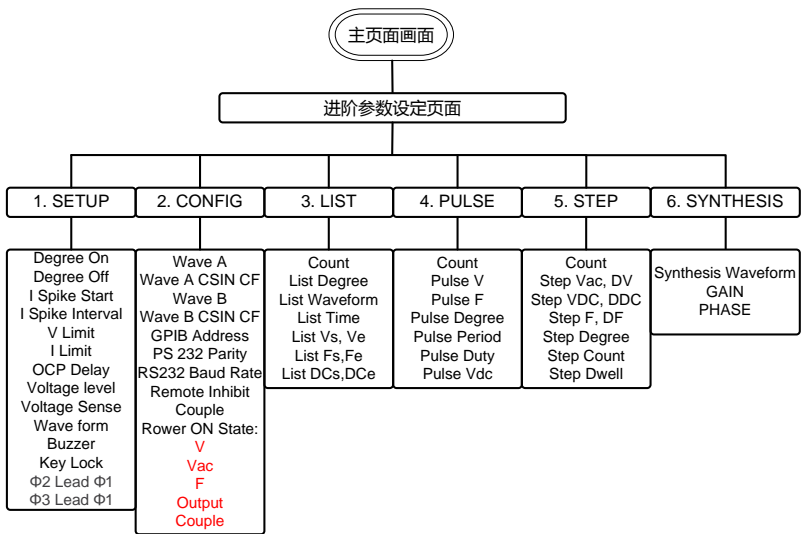 主页面画面
进阶参数设定页面
1. SETUP
2. CONFIG
3. LIST
4. PULSE
5. STEP
6. SYNTHESIS
Degree On
Degree Off
I Spike Start
I Spike Interval
V Limit
I Limit
OCP Delay
Voltage level
Voltage Sense
Wave form
Buzzer
Key Lock
Φ2 Lead Φ1
Φ3 Lead Φ1
Wave A
Wave A CSIN CF
Wave B
Wave B CSIN CF
GPIB Address
PS 232 Parity
RS232 Baud Rate
Remote Inhibit
Couple
Rower ON State:
V
Vac
F
Output
Couple
Count
List Degree
List Waveform
List Time
List Vs, Ve
List Fs,Fe
List DCs,DCe
Count
Pulse V
Pulse F
Pulse Degree
Pulse Period
Pulse Duty
Pulse Vdc
Count
Step Vac, DV
Step VDC, DDC
Step F, DF
Step Degree
Step Count
Step Dwell
Synthesis Waveform
GAIN
PHASE